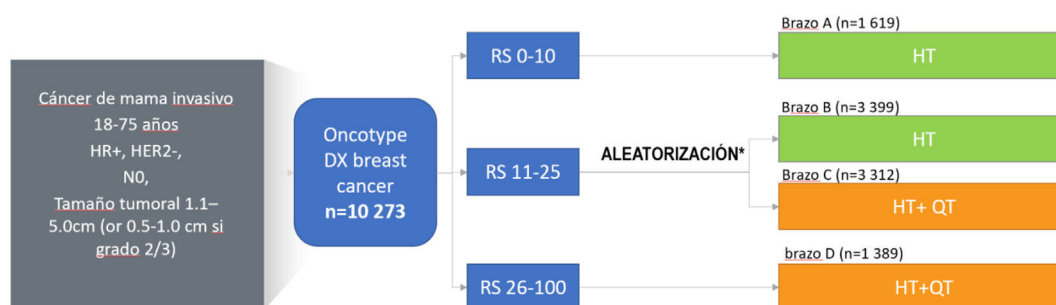 Cáncer de mama invasivo
18-75 años
HR+, HER2-,
N0,
Tamaño tumoral 1.1–
5.0cm (or 0.5-1.0 cm si
grado 2/3)
Oncotype
DX breast
cancer
n=10 273
RS 0-10
RS 11-25
RS 26-100
ALEATORIZACIÓN*
Brazo A (n=1 619)
HT
Brazo B (n=3 399)
HT
Brazo C (n=3 312)
HT+ QT
brazo D (n=1 389)
HT+QT